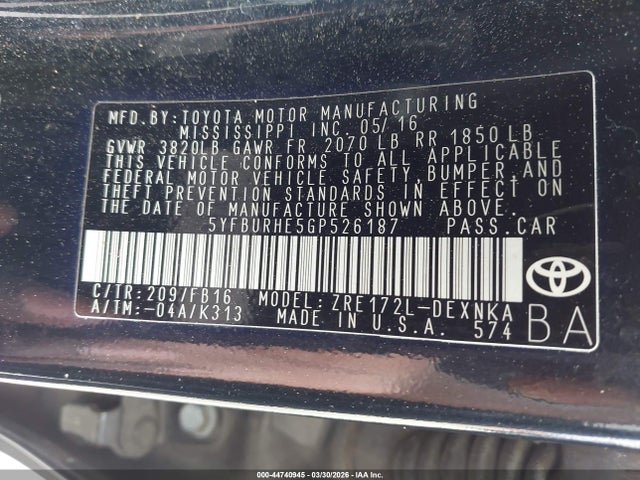 MFD. BY: TOYOTA MOTOR MANUFACTURING
MISSISSIPPI INC. 05/16
GVWR 3820LB GAWR FR 2070 LB RR 1850 LB
THIS VEHICLE CONFORMS TO ALL APPLICABLE
FEDERAL MOTOR VEHICLE SAFETY, BUMPER, AND
THEFT PREVENTION STANDARDS IN EFFECT ON
THE DATE OF MANUFACTURE SHOWN ABOVE.
5YFBURHE5GP526187 PASS. CAR
C/TR: 209/FB16 MODEL: ZRE172L-DEXNKA
A/TM: -04A/K313 MADE IN U.S.A. 574
BA
000-44740945 - 03/30/2026 - IAA Inc.